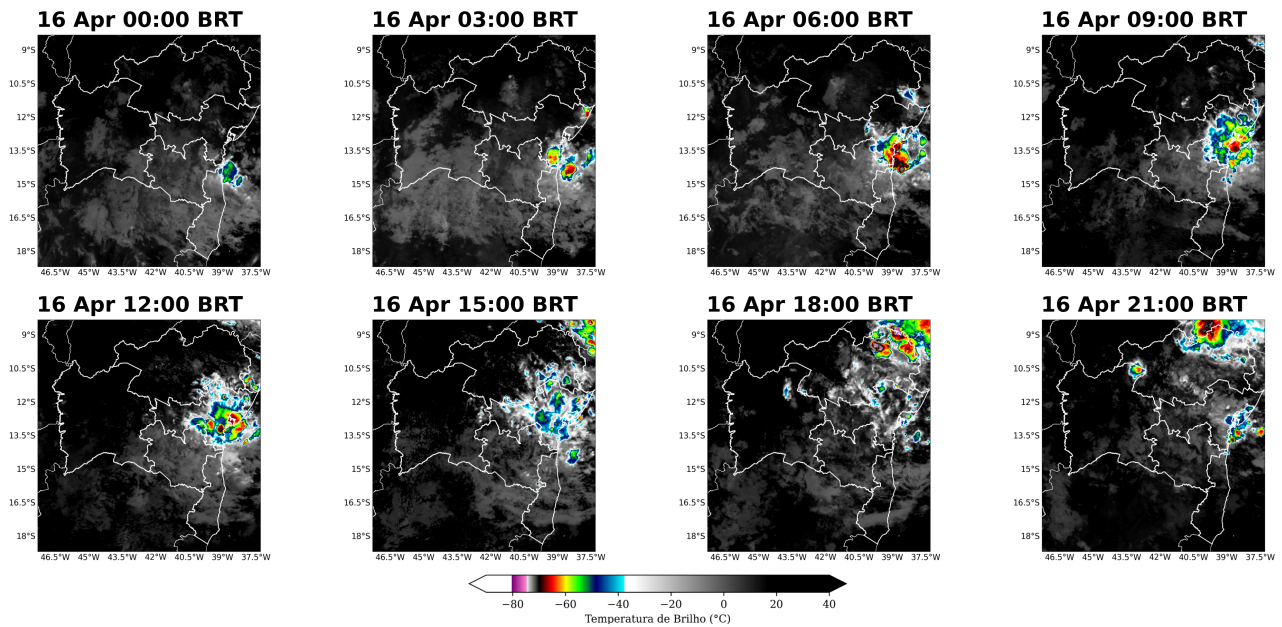 16 Apr 00:00 BRT
16 Apr 03:00 BRT
16 Apr 06:00 BRT
16 Apr 09:00 BRT
9°S
10.5°S
12°S
13.5°S
15°S
16.5°S
18°S
46.5°W 45°W 43.5°W 42°W 40.5°W 39°W 37.5°W
9°S
10.5°S
12°S
13.5°S
15°S
16.5°S
18°S
46.5°W 45°W 43.5°W 42°W 40.5°W 39°W 37.5°W
9°S
10.5°S
12°S
13.5°S
15°S
16.5°S
18°S
46.5°W 45°W 43.5°W 42°W 40.5°W 39°W 37.5°W
9°S
10.5°S
12°S
13.5°S
15°S
16.5°S
18°S
46.5°W 45°W 43.5°W 42°W 40.5°W 39°W 37.5°W
16 Apr 12:00 BRT
16 Apr 15:00 BRT
16 Apr 18:00 BRT
16 Apr 21:00 BRT
9°S
10.5°S
12°S
13.5°S
15°S
16.5°S
18°S
46.5°W 45°W 43.5°W 42°W 40.5°W 39°W 37.5°W
9°S
10.5°S
12°S
13.5°S
15°S
16.5°S
18°S
46.5°W 45°W 43.5°W 42°W 40.5°W 39°W 37.5°W
9°S
10.5°S
12°S
13.5°S
15°S
16.5°S
18°S
46.5°W 45°W 43.5°W 42°W 40.5°W 39°W 37.5°W
9°S
10.5°S
12°S
13.5°S
15°S
16.5°S
18°S
46.5°W 45°W 43.5°W 42°W 40.5°W 39°W 37.5°W
−80 −60 −40 −20 0 20 40
Temperatura de Brilho (°C)